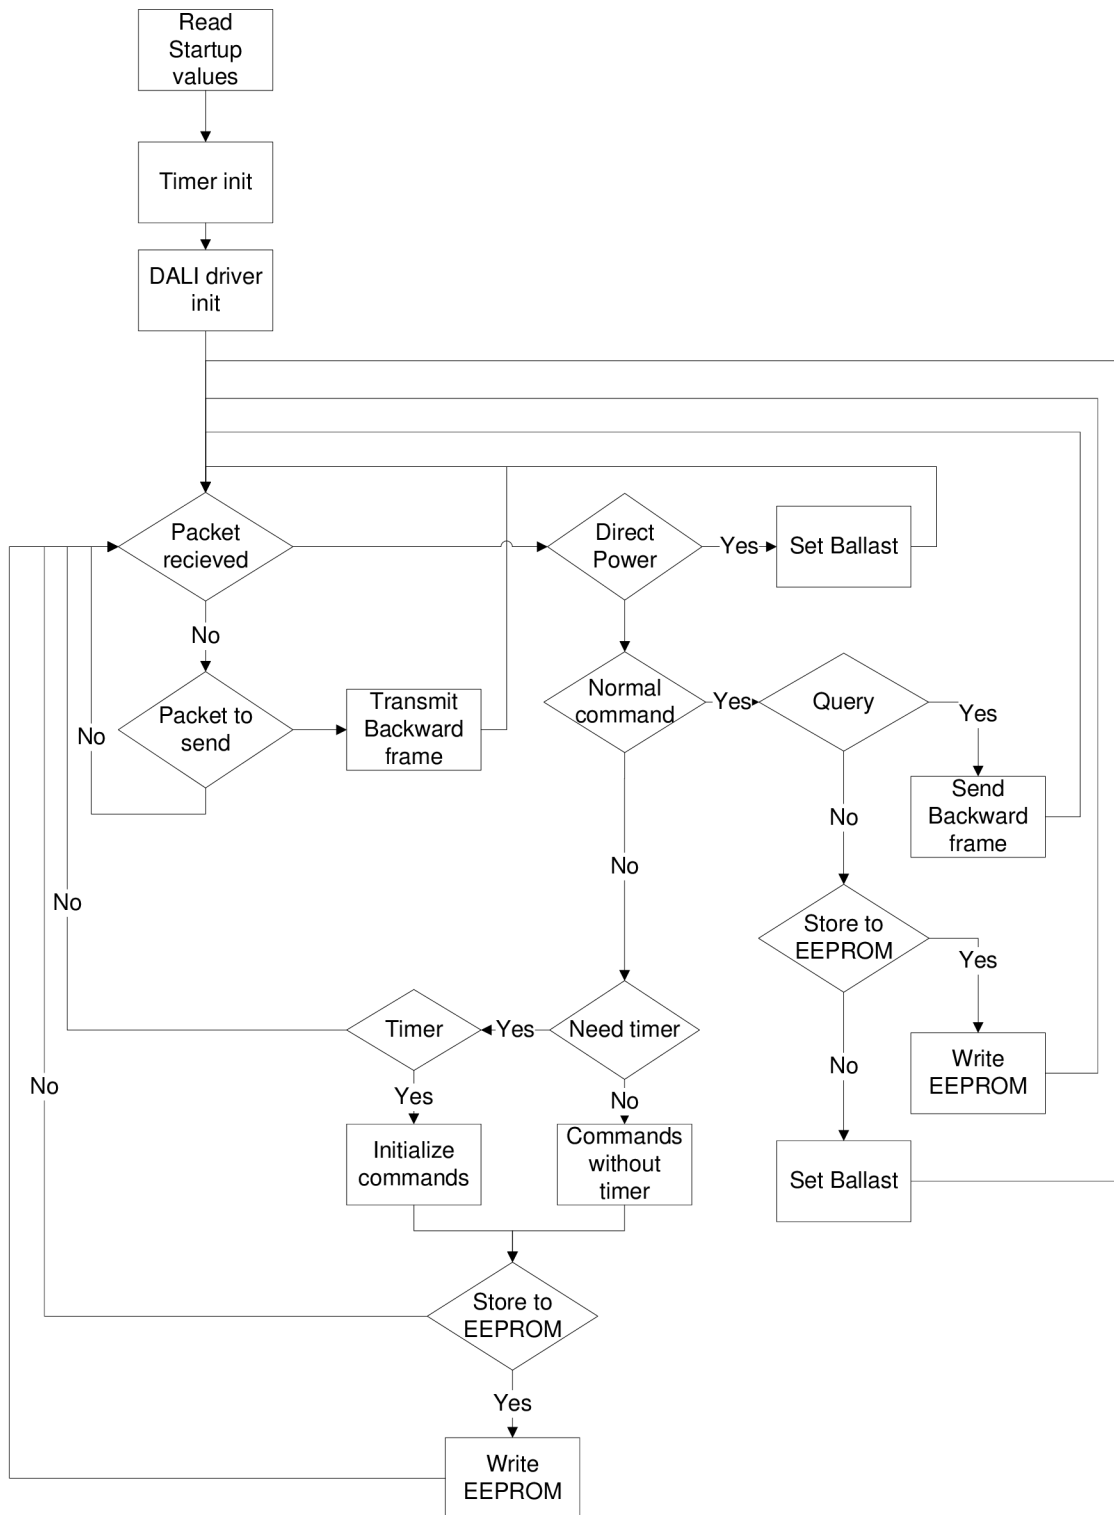 Read
Startup
values
Timer init
DALI driver
init
Packet
recieved
Direct
Power
Yes
Set Ballast
No
Packet to
send
No
Transmit
Backward
frame
Normal
command
Yes
Query
Yes
Send
Backward
frame
No
No
Store to
EEPROM
Yes
No
Timer
Yes
Need timer
Write
EEPROM
No
No
Yes
No
Initialize
commands
Commands
without
timer
Set Ballast
Store to
EEPROM
Yes
Write
EEPROM